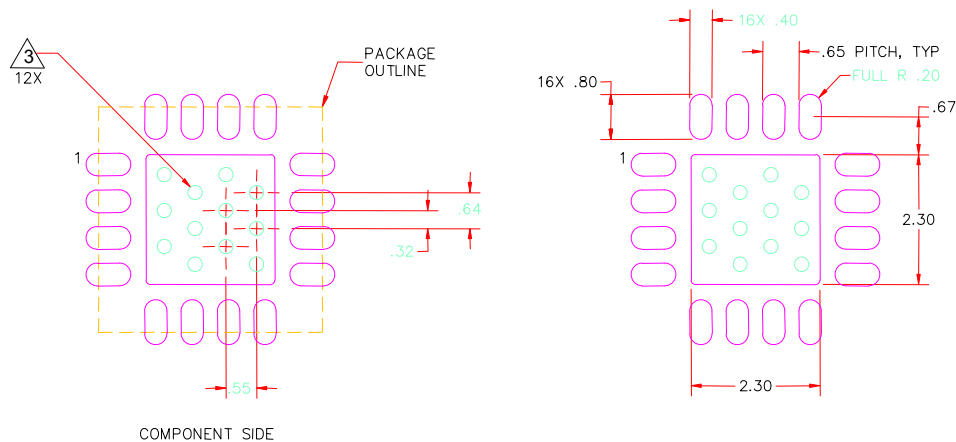 3
12X
PACKAGE
OUTLINE
1
.64
.32
.55
COMPONENT SIDE
16X .40
.65 PITCH, TYP
FULL R .20
16X .80
.67
1
2.30
2.30